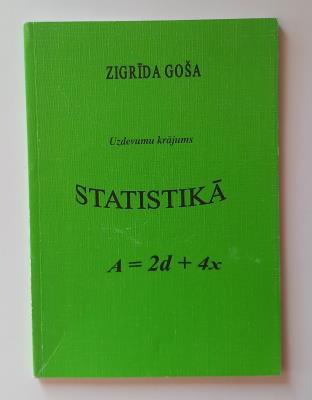 ZIGRĪDA GOŠA
Uzdevumu krājums
STATISTIKĀ
A = 2d + 4x